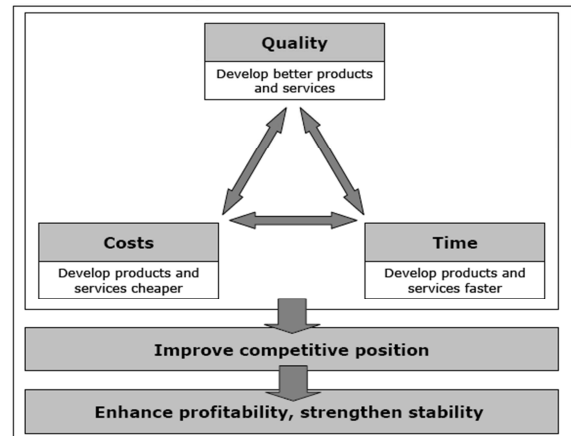 Quality
Develop better products
and services
Costs
Develop products and
services cheaper
Time
Develop products and
services faster
Improve competitive position
Enhance profitability, strengthen stability